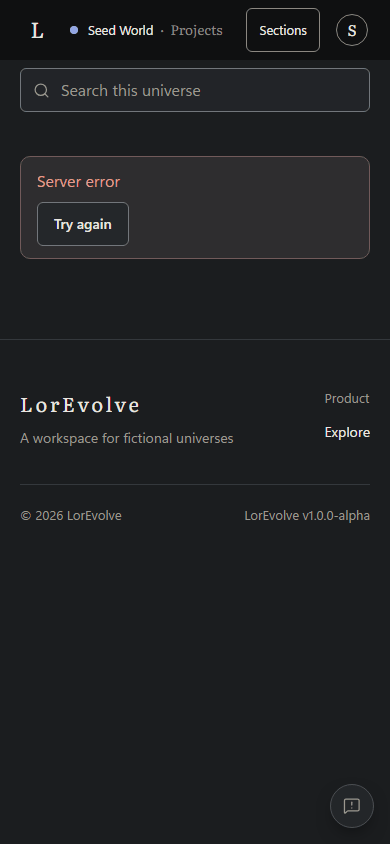 L
Seed World · Projects
Sections
S
Search this universe
Server error
Try again
LorEvolve
Product
A workspace for fictional universes
Explore
© 2026 LorEvolve
LorEvolve v1.0.0-alpha